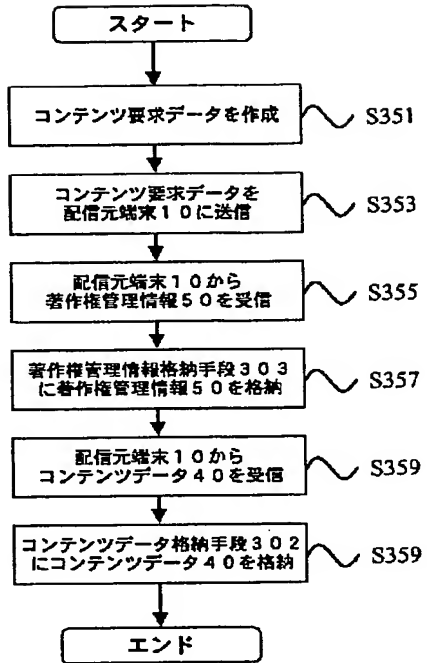 スタート
コンテンツ要求データを作成
S351
コンテンツ要求データを
配信元端末10に送信
S353
配信元端末10から
著作権管理情報50を受信
S355
著作権管理情報格納手段303
に著作権管理情報50を格納
S357
配信元端末10から
コンテンツデータ40を受信
S359
コンテンツデータ格納手段302
にコンテンツデータ40を格納
S359
エンド